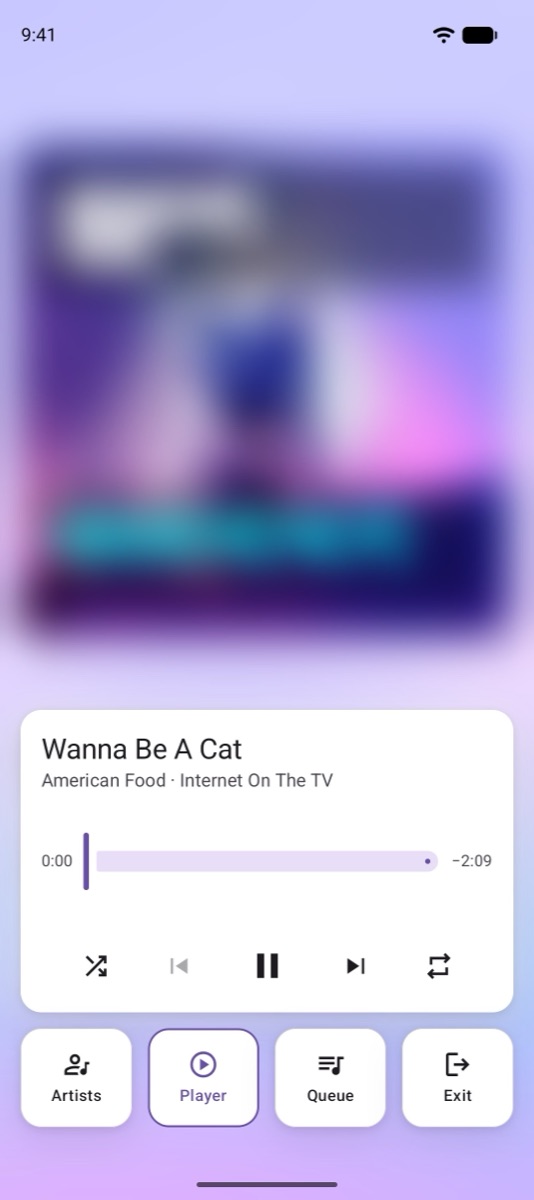 9:41
Wanna Be A Cat
American Food · Internet On The TV
0:00
−2:09
Artists
Player
Queue
Exit